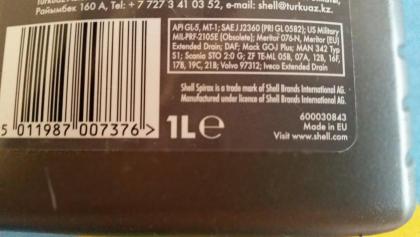 Райымбек 160 А, Tel: + 7 727 3 41 03 52, e-mail: shell@turkuaz.kz
API GL-5, MT-1; SAE J J2360 (PRI GL 0582); US Military
MIL-PRF-2105E (Obsolete); Meritor 076-N, Meritor (EU)
Extended Drain; DAF; Mack GO-J Plus; MAN 342 Typ
S1; Scania STO 2:0 G; ZF TE-ML 05B, 07A, 12B, 16F,
17B, 19C, 21B; Volvo 97312; Iveco Extended Drain
Shell Spirax is a trade mark of Shell Brands International AG.
Manufactured under licence of Shell Brands International AG.
5 011987 007376 >
1L e
600030843
Made in EU
Visit www.shell.com